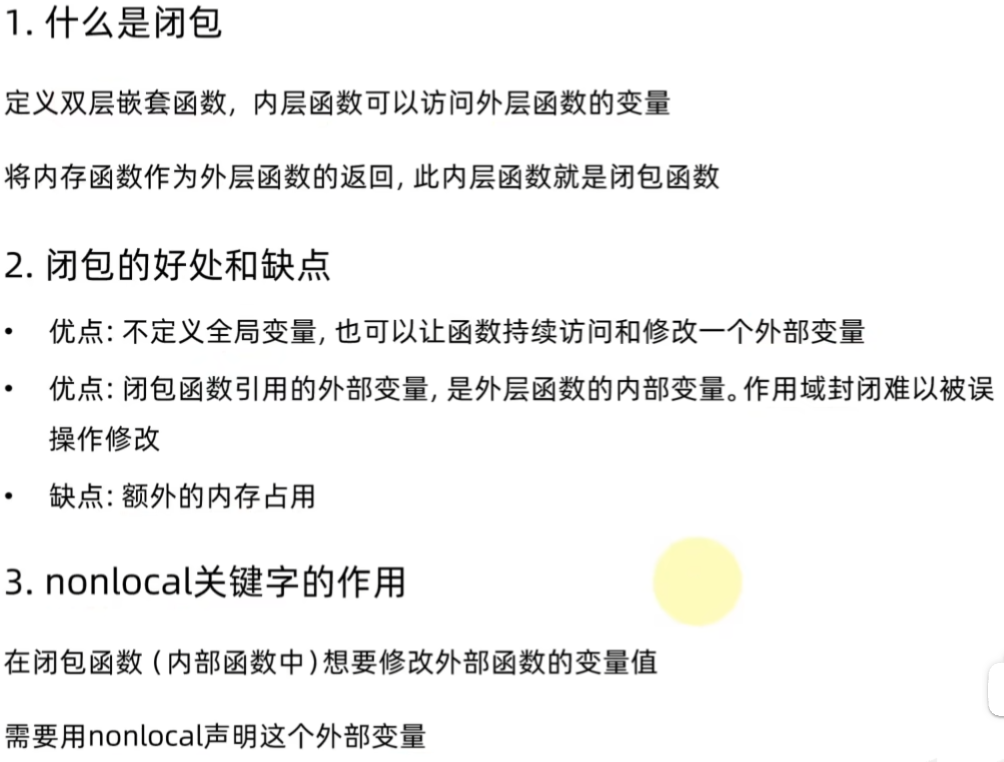 1. 什么是闭包
定义双层嵌套函数, 内层函数可以访问外层函数的变量
将内存函数作为外层函数的返回, 此内层函数就是闭包函数
2. 闭包的好处和缺点
• 优点: 不定义全局变量, 也可以让函数持续访问和修改一个外部变量
• 优点: 闭包函数引用的外部变量, 是外层函数的内部变量。作用域封闭难以被误
操作修改
• 缺点: 额外的内存占用
3. nonlocal关键字的作用
在闭包函数 (内部函数中) 想要修改外部函数的变量值
需要用nonlocal声明这个外部变量